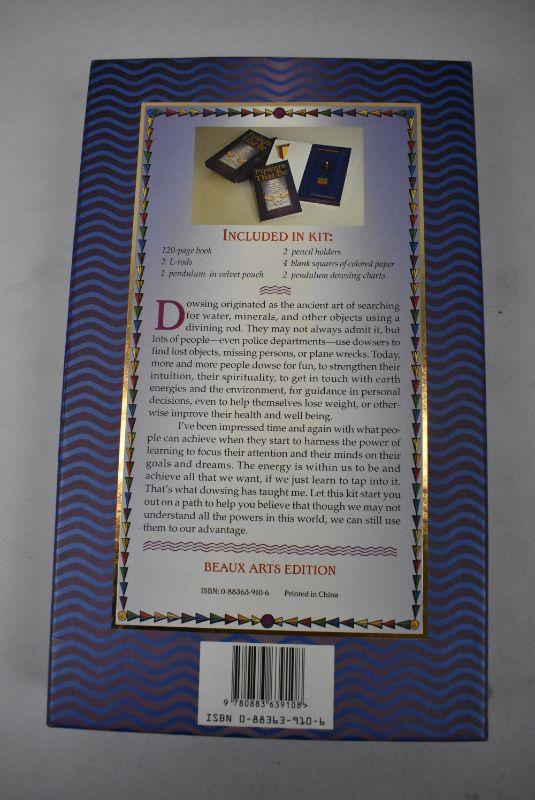 Powers
That Be
INCLUDED IN KIT:
120-page book
2 L-rods
1 pendulum in velvet pouch
2 pencil holders
4 blank squares of colored paper
2 pendulum dowsing charts
Dowsing originated as the ancient art of searching
for water, minerals, and other objects using a
divining rod. They may not always admit it, but
lots of people—even police departments—use dowsers to
find lost objects, missing persons, or plane wrecks. Today,
more and more people dowse for fun, to strengthen their
intuition, their spirituality, to get in touch with earth
energies and the environment, for guidance in personal
decisions, even to help themselves lose weight, or other-
wise improve their health and well being.
I've been impressed time and again with what peo-
ple can achieve when they start to harness the power of
learning to focus their attention and their minds on their
goals and dreams. The energy is within us to be and
achieve all that we want, if we just learn to tap into it.
That's what dowsing has taught me. Let this kit start you
out on a path to help you believe that though we may not
understand all the powers in this world, we can still use
them to our advantage.
BEAUX ARTS EDITION
ISBN: 0-88363-910-6 Printed in China
9 780883 639108
ISBN 0-88363-910-6